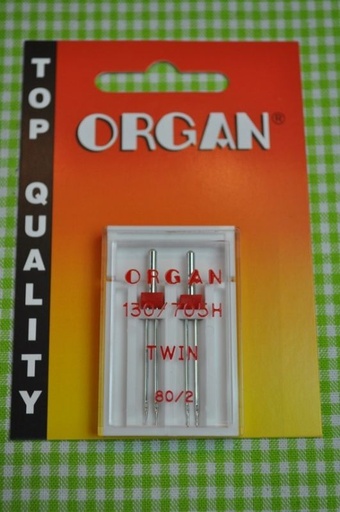 TOP QUALITY
ORGAN®
ORGAN
130/705H
TWIN
80/2